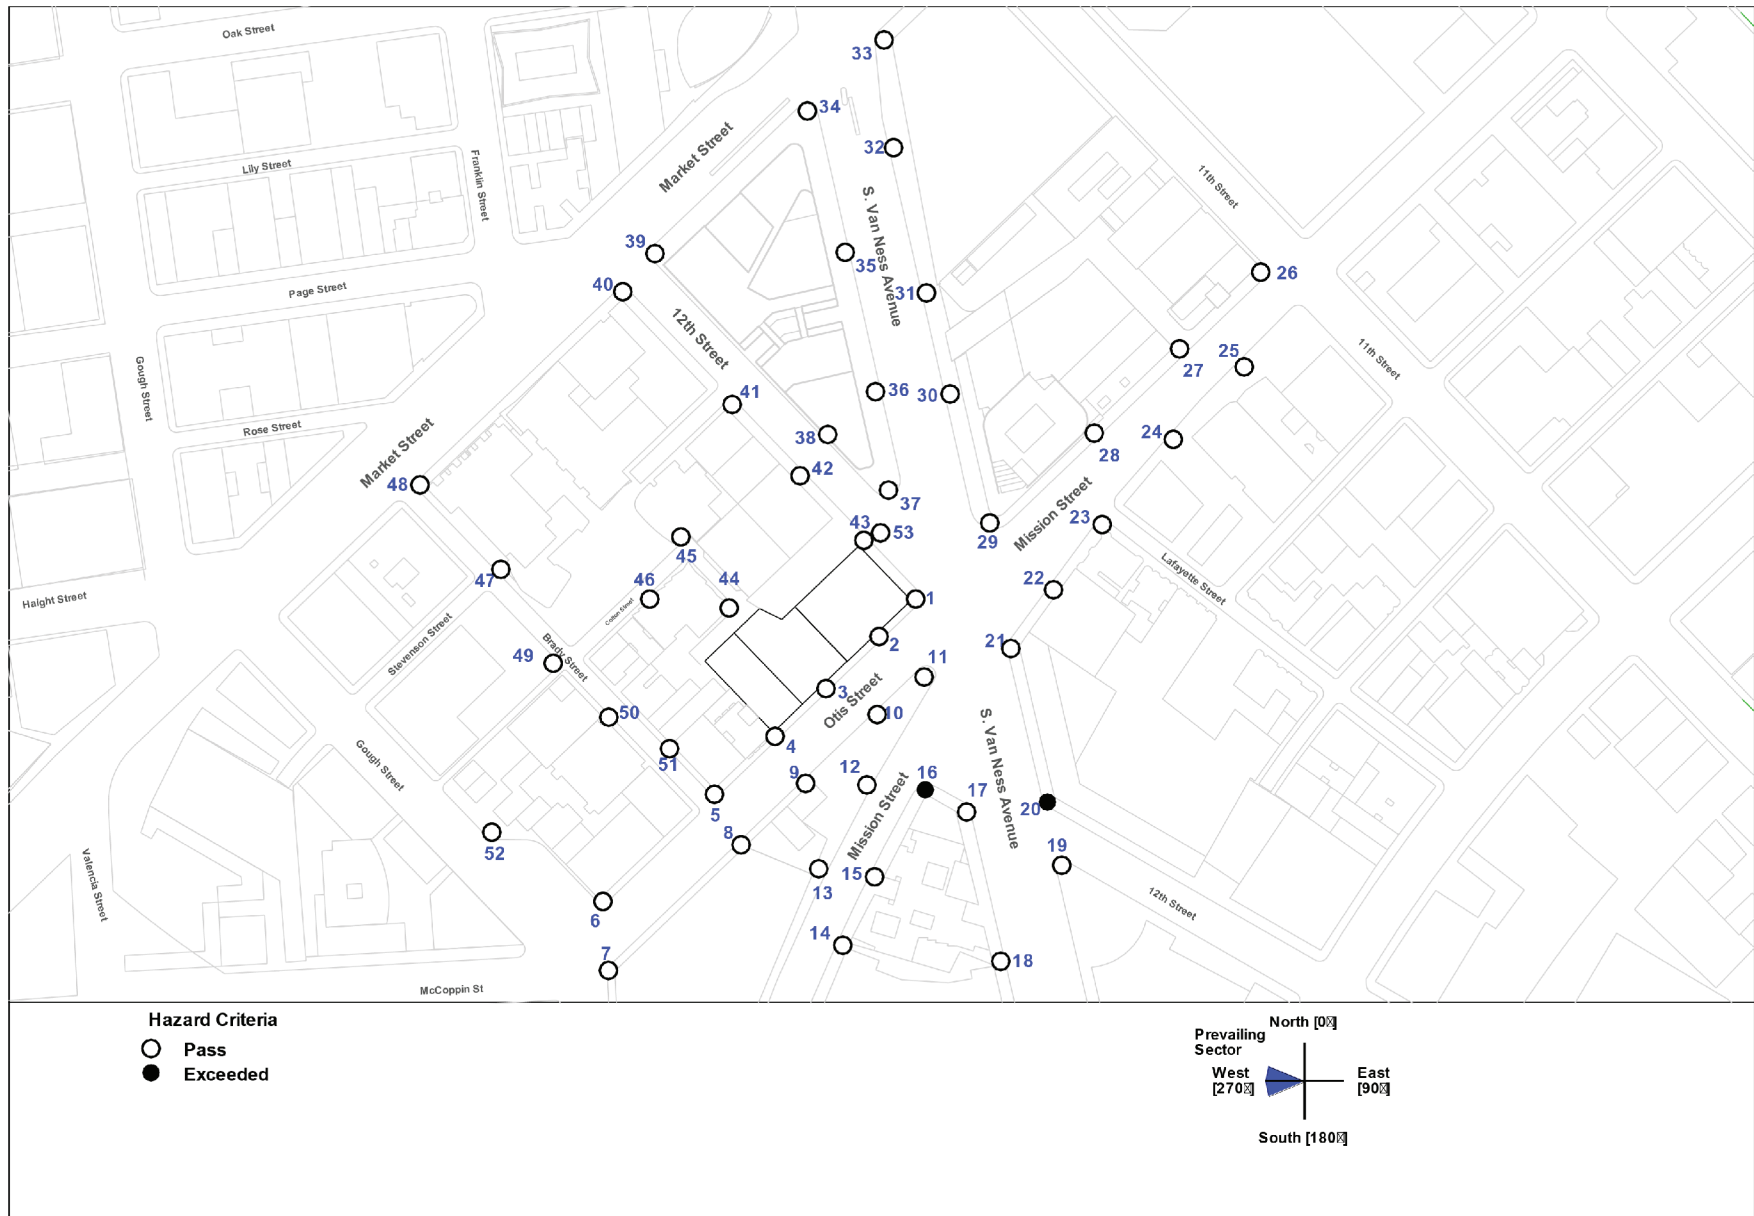 Oak Street
33
34
Market Street
32
Lily Street
Franklin Street
11th Street
S. Van Ness Avenue
39
35
26
40
Page Street
31
12th Street
27
25
11th Street
Gough Street
41
36
30
38
Rose Street
24
28
Market Street
42
48
37
43
53
29
Mission Street
23
45
47
46
44
22
Lafayette Street
Haight Street
Colton Street
1
Stevenson Street
Brady Street
2
21
49
11
3
Otis Street
50
10
S. Van Ness Avenue
4
51
Gough Street
9
12
16
17
20
5
8
Mission Street
52
19
13
15
Valencia Street
12th Street
6
14
7
18
McCoppin St
Hazard Criteria
Pass
Exceeded
North [0]
Prevailing
Sector
West
[270]
East
[90]
South [180]